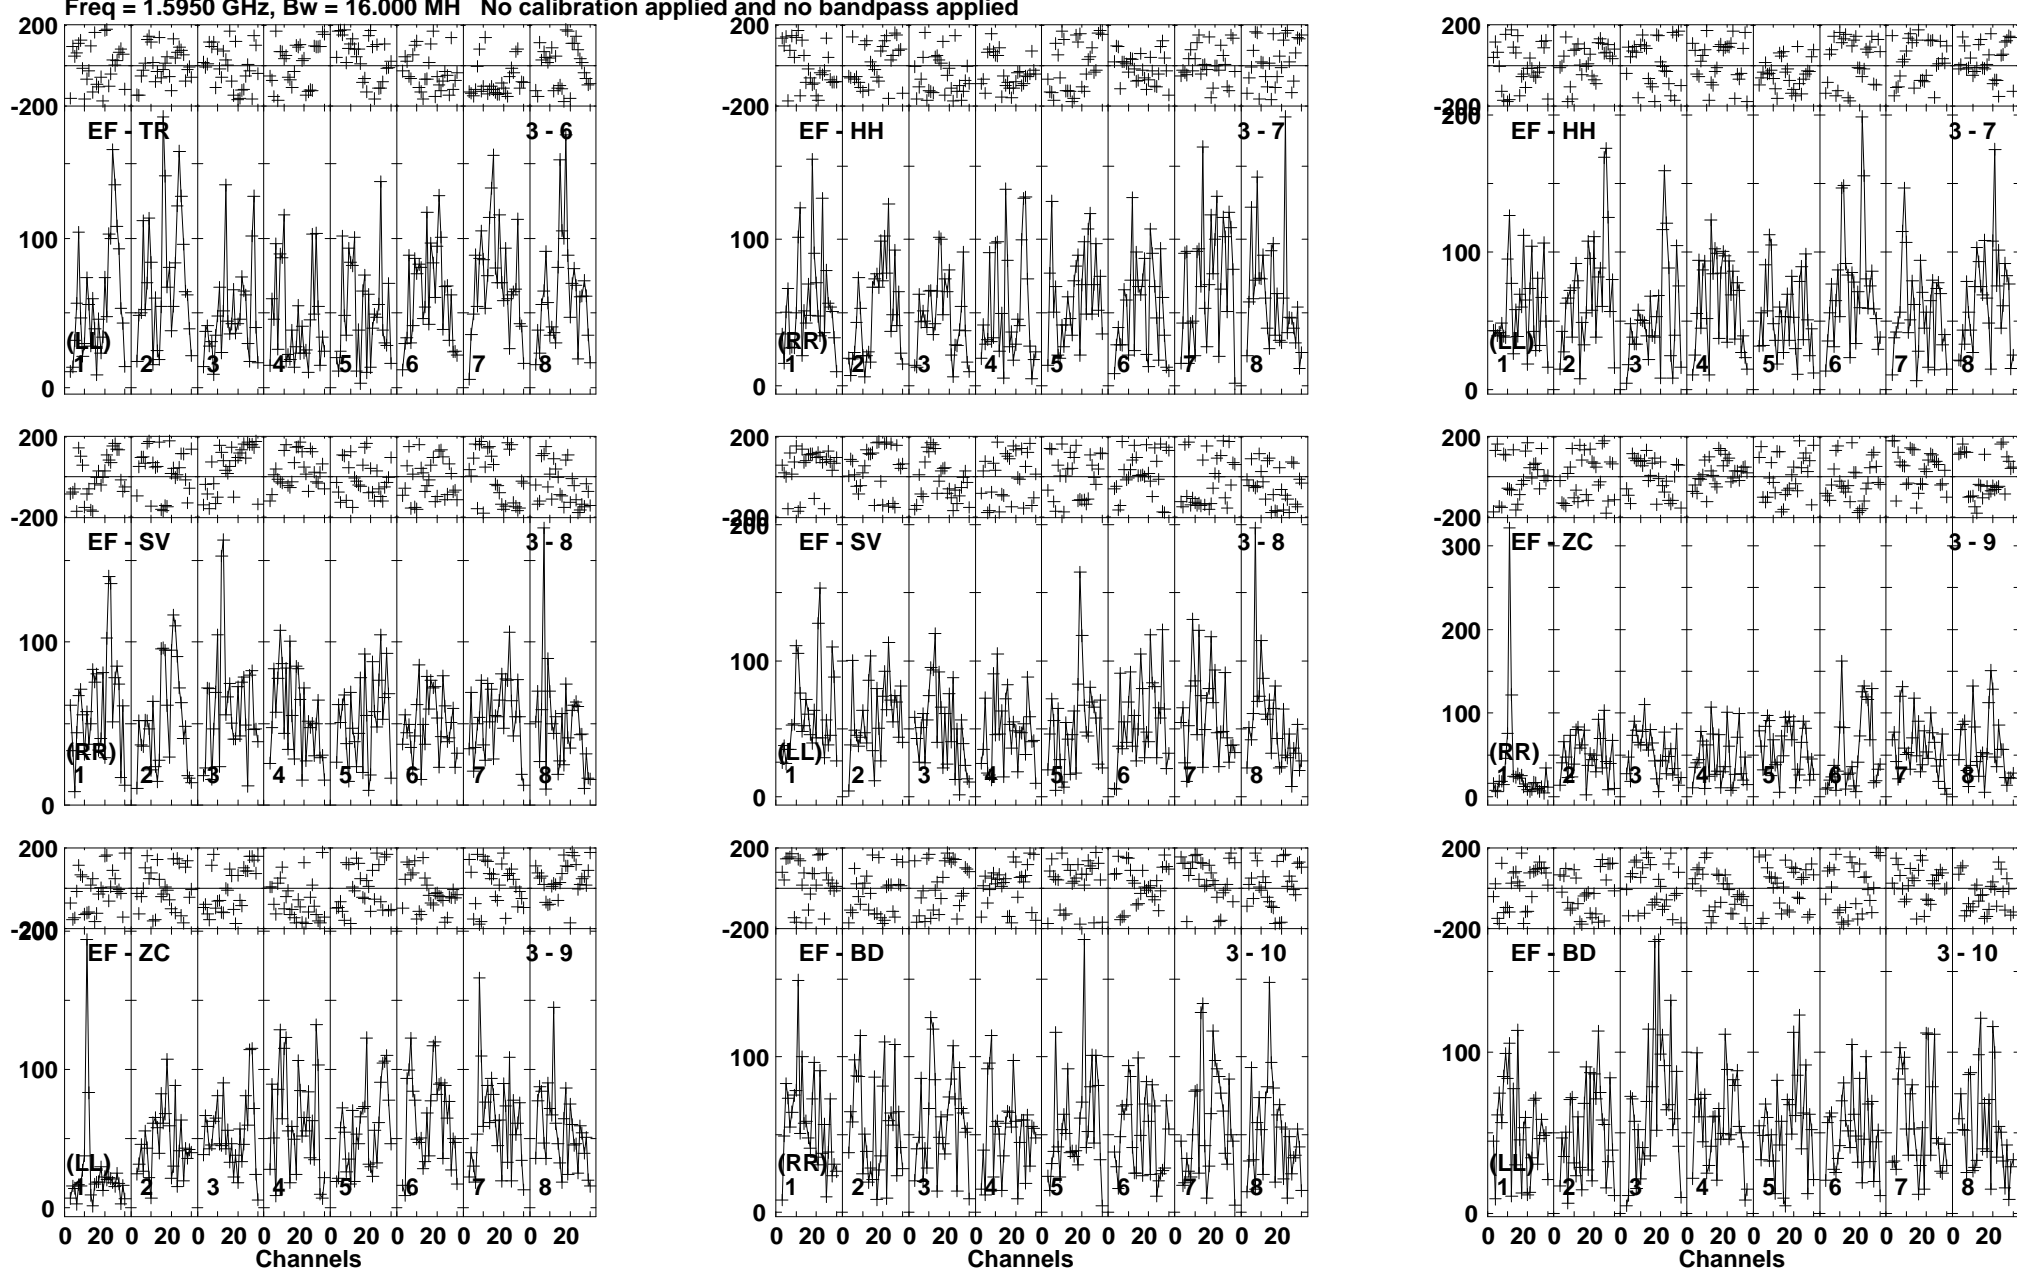 Freq = 1.5950 GHz, Bw = 16.000 MH No calibration applied and no bandpass applied
200 200 200
-200 -200 -200
200
EF - TR 3 - 6 EF - HH 3 - 7 EF - HH 3 - 7
100 100 100
(LL) (RR) (LL)
1 2 3 4 5 6 7 8 1 2 3 4 5 6 7 8 1 2 3 4 5 6 7 8
0 0 0
200 200 200
-200 -200 -200
200
EF - SV 3 - 8 EF - SV 3 - 8 EF - ZC 3 - 9
300
200
100 100 100
(RR) (LL) (RR)
1 2 3 4 5 6 7 8 1 2 3 4 5 6 7 8 1 2 3 4 5 6 7 8
0 0 0
200 200 200
-200 -200 -200
200
EF - ZC 3 - 9 EF - BD 3 - 10 EF - BD 3 - 10
100 100 100
(LL) (RR) (LL)
1 2 3 4 5 6 7 8 1 2 3 4 5 6 7 8 1 2 3 4 5 6 7 8
0 0 0
0 20 0 20 0 20 0 20 0 20 0 20 0 20 0 20 0 20 0 20 0 20 0 20 0 20 0 20 0 20 0 20 0 20 0 20 0 20 0 20 0 20 0 20 0 20 0 20
Channels Channels Channels